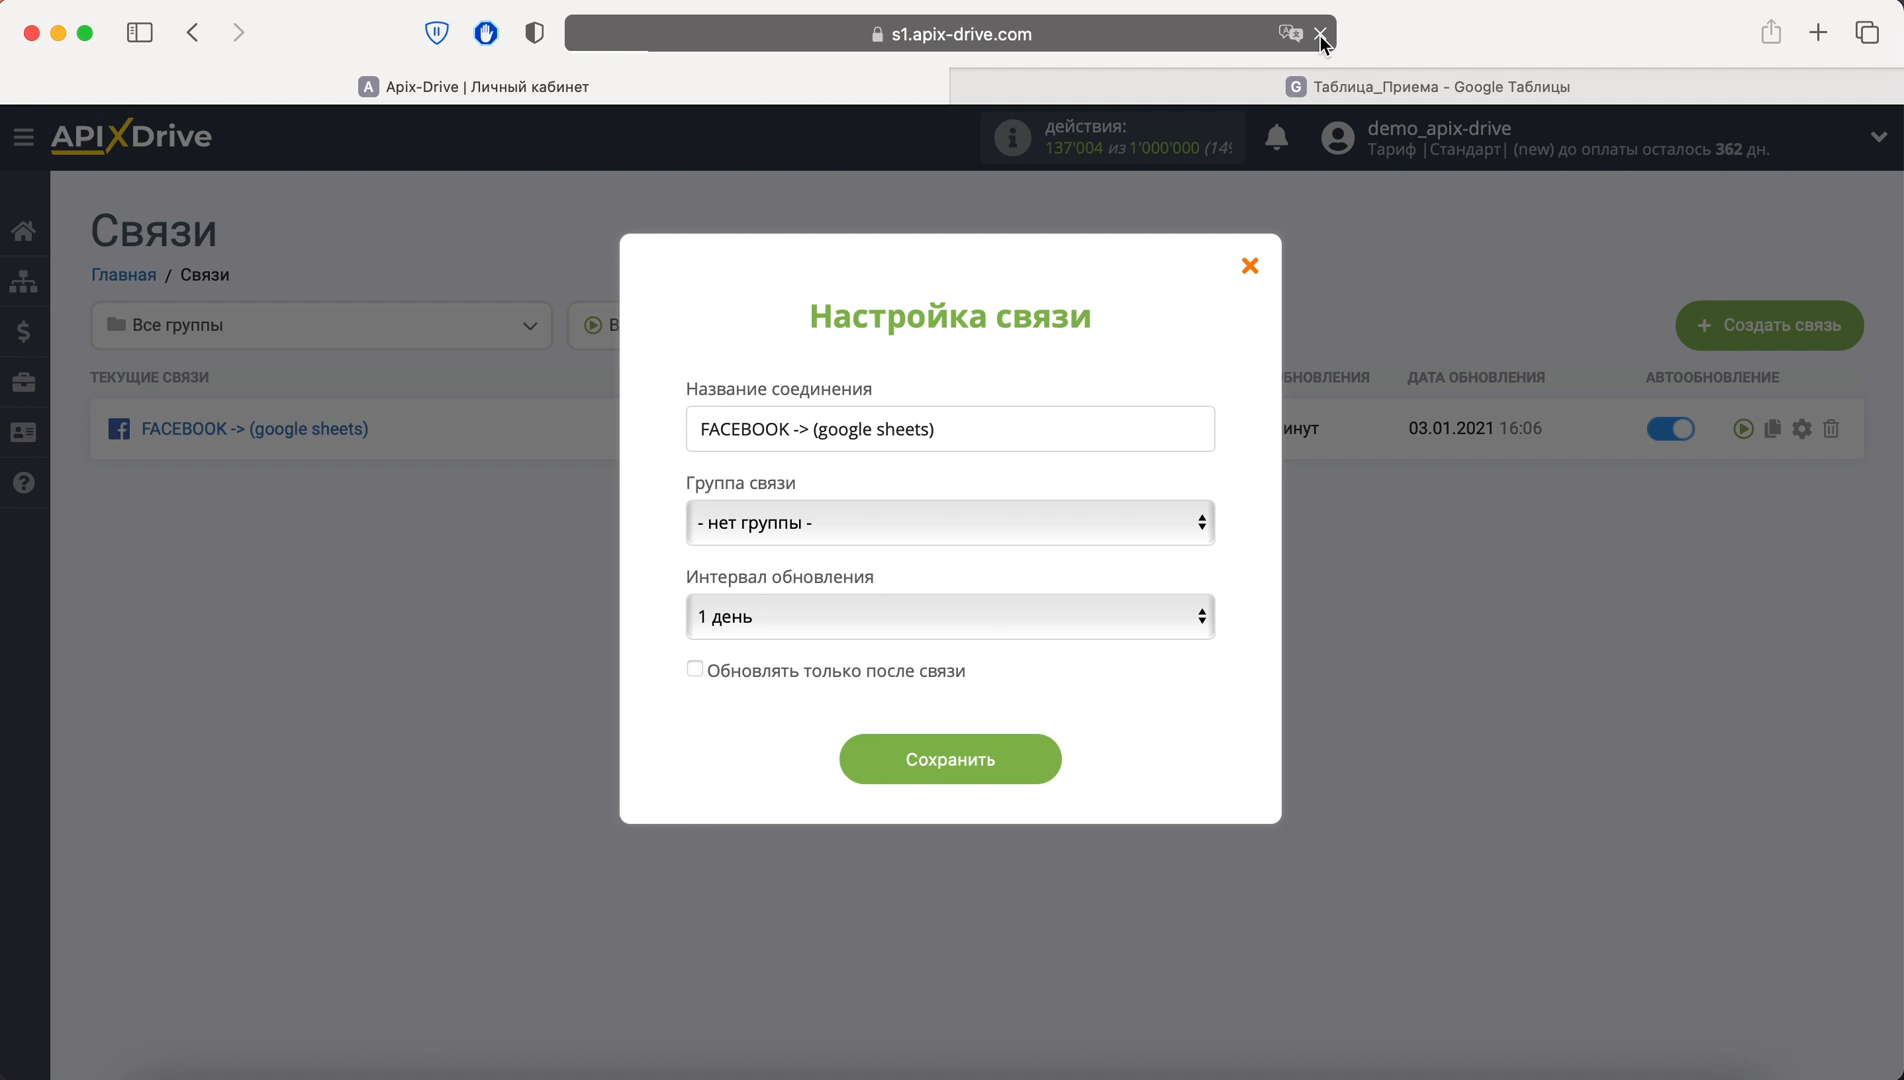 s1.apix-drive.com
A Apix-Drive | Личный кабинет
G Таблица_Приема - Google Таблицы
APIXDrive
действия:
137'004 из 1'000'000 (14%
demo_apix-drive
Тариф |Стандарт| (new) до оплаты осталось 362 дн.
Связи
Главная / Связи
Все группы
В
+ Создать связь
ТЕКУЩИЕ СВЯЗИ
БНОВЛЕНИЯ
ДАТА ОБНОВЛЕНИЯ
АВТООБНОВЛЕНИЕ
FACEBOOK -> (google sheets)
инут
03.01.2021 16:06
Настройка связи
Название соединения
FACEBOOK -> (google sheets)
Группа связи
- нет группы -
Интервал обновления
1 день
Обновлять только после связи
Сохранить